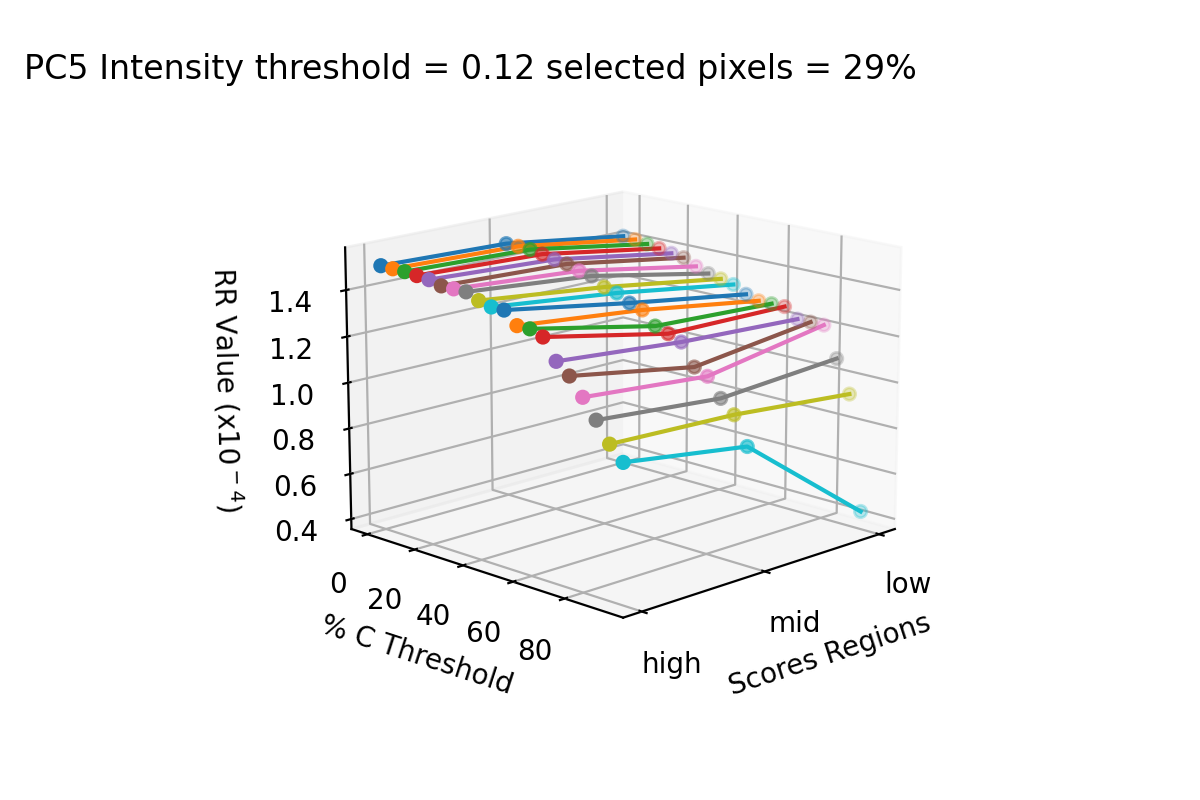 PC5 Intensity threshold = 0.12 selected pixels = 29%
RR Value (x10⁻⁴)
1.4
1.2
1.0
0.8
0.6
0.4
0
20
40
60
80
% C Threshold
high
mid
low
Scores Regions